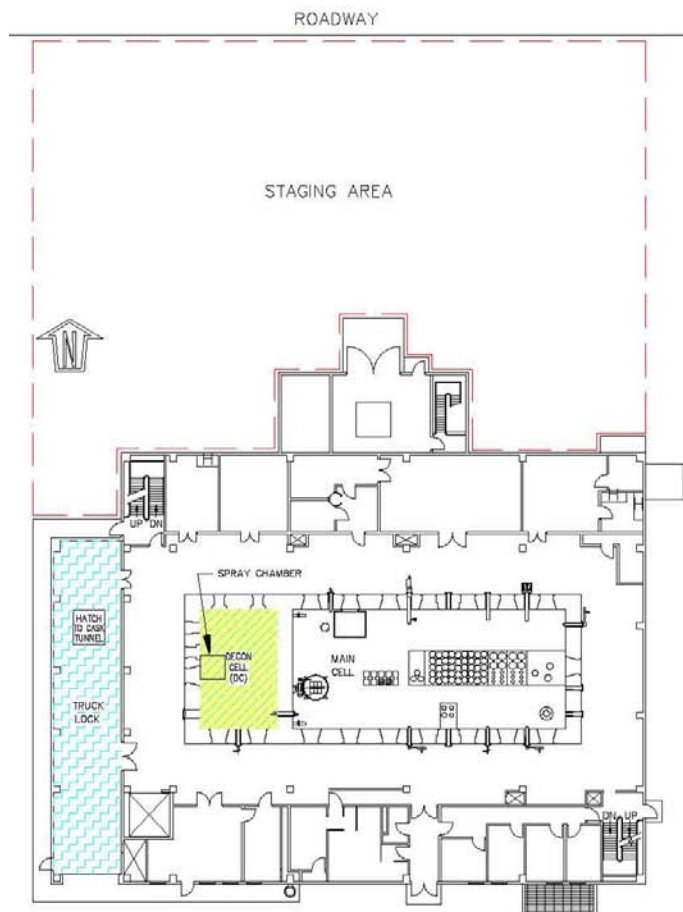 ROADWAY
STAGING AREA
N
UP DN
SPRAY CHAMBER
HATCH
TO CASK
TUNNEL
DECON
CELL
(DC)
MAIN
CELL
TRUCK
LOCK
DN UP